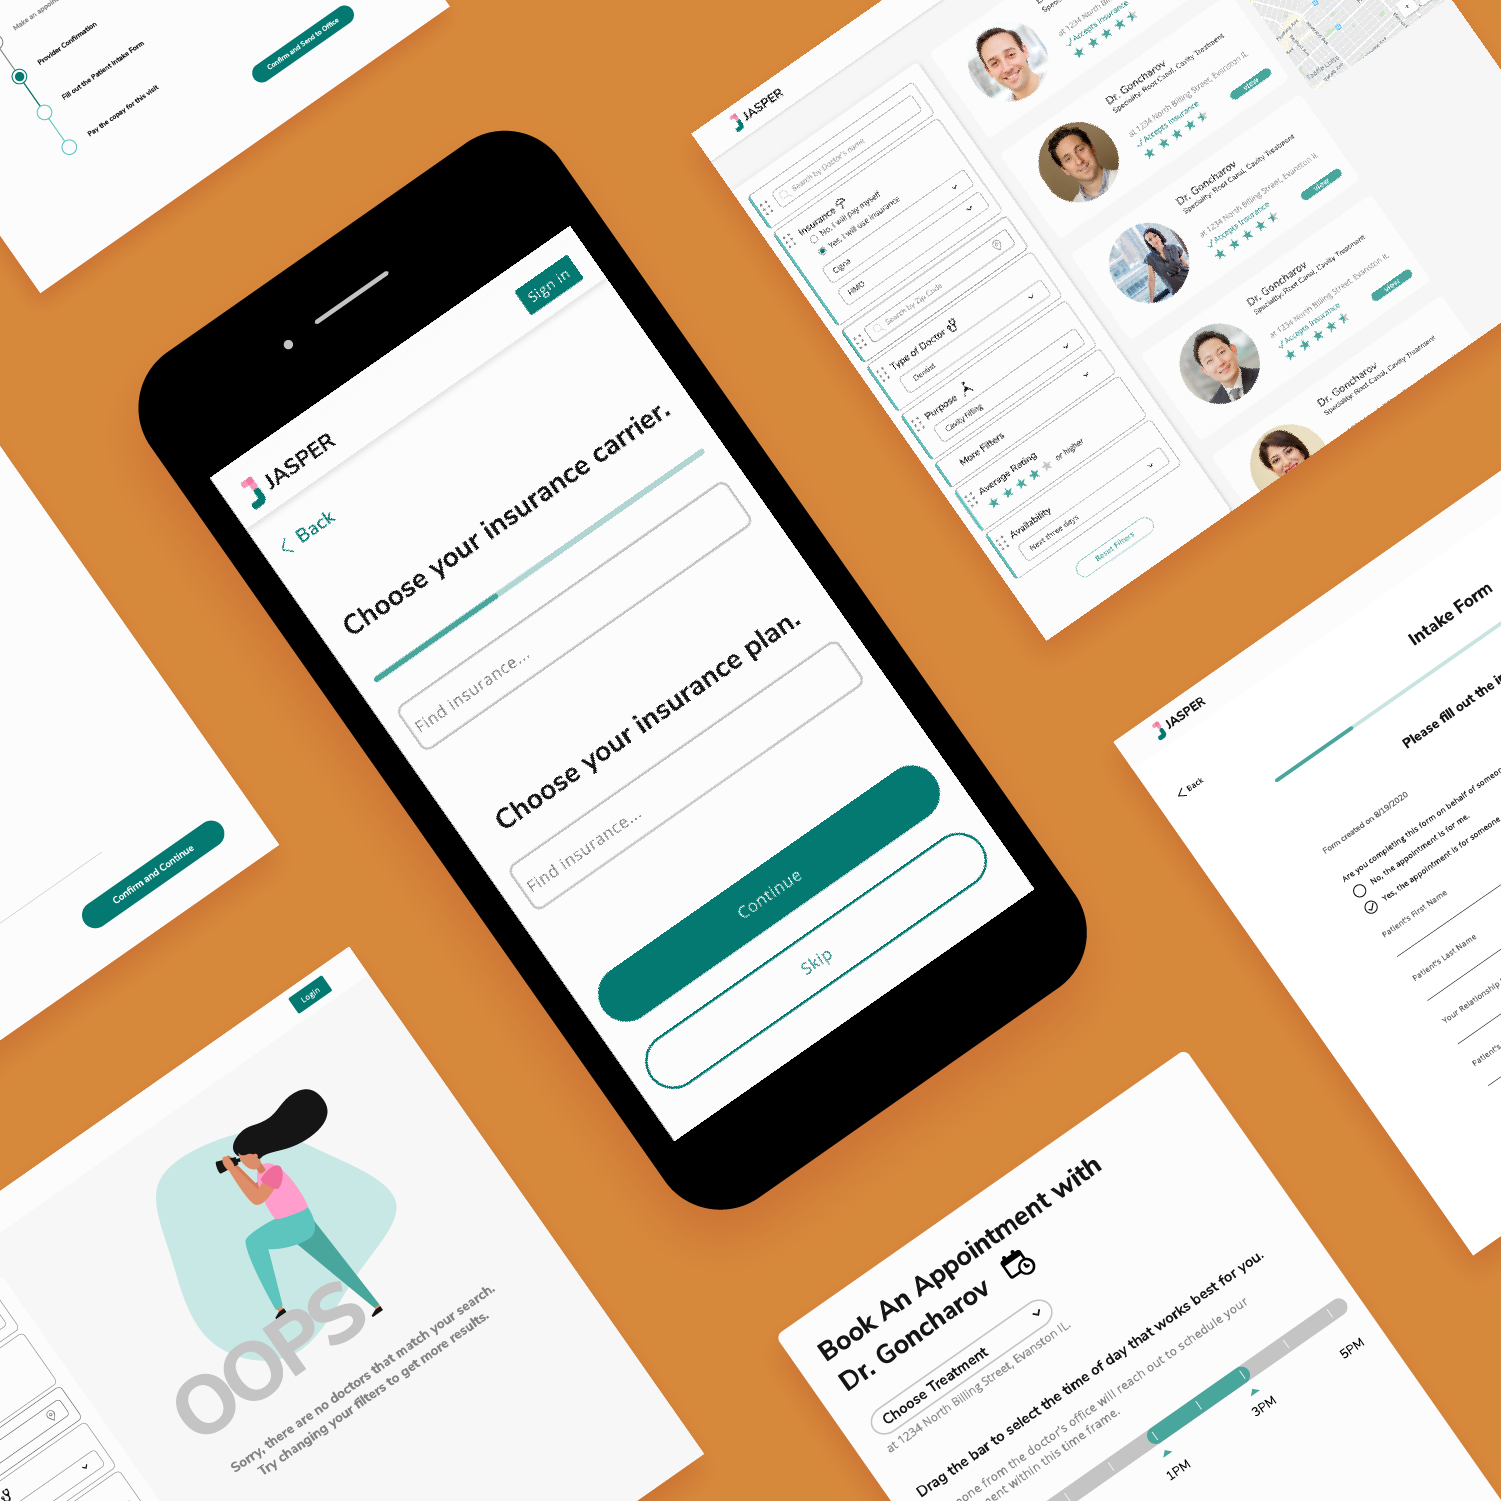 Make an appoin
Provider Confirmation
Fill out the Patient Intake Form
Pay the copay for this visit
Confirm and Send to Office
Confirm and Continue
Sign in
JASPER
Back
Choose your insurance carrier.
Find insurance...
Choose your insurance plan.
Find insurance...
Continue
Skip
JASPER
Search by Doctor's name
Insurance
No, I will pay myself
Yes, I will use insurance
Cigna
HMO
Search by Zip Code
Type of Doctor
Dentist
Purpose
Cavity Filling
More Filters
Average Rating
or higher
Availability
Next three days
Reset Filters
at 1234 North Billing Street, Evanston IL
Accepts Insurance
Dr. Goncharov
Speciality: Root Canal, Cavity Treatment
at 1234 North Billing Street, Evanston IL
Accepts Insurance
view
Dr. Goncharov
Speciality: Root Canal, Cavity Treatment
at 1234 North Billing Street, Evanston IL
Accepts Insurance
view
Dr. Goncharov
Speciality: Root Canal, Cavity Treatment
at 1234 North Billing Street, Evanston IL
Accepts Insurance
view
Dr. Goncharov
Speciality: Root Canal, Cavity Treatment
JASPER
Back
Intake Form
Please fill out the in
Form created on 8/19/2020
Are you completing this form on behalf of someon
No, the appointment is for me.
Yes, the appointment is for someone
Patient's First Name
Patient's Last Name
Your Relationship
Patient's
Login
OOPS
Sorry, there are no doctors that match your search.
Try changing your filters to get more results.
Book An Appointment with
Dr. Goncharov
Choose Treatment
at 1234 North Billing Street, Evanston IL.
Drag the bar to select the time of day that works best for you.
one from the doctor's office will reach out to schedule your
ent within this time frame.
1PM
3PM
5PM